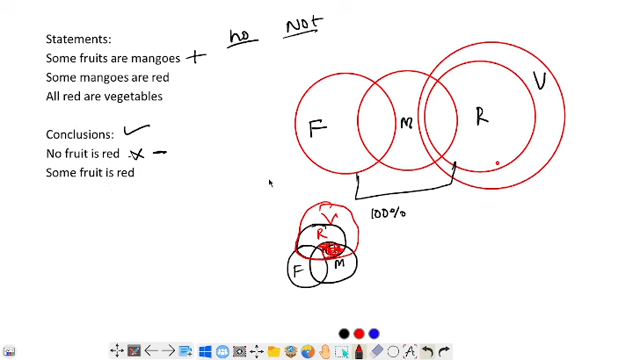 no Not
Statements:
Some fruits are mangoes +
Some mangoes are red
All red are vegetables
Conclusions: ✓
No fruit is red x -
Some fruit is red
F M R V
100%
V
R
F M